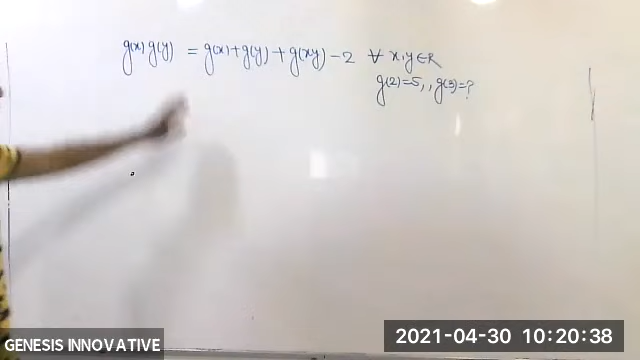 g(x) g(y) = g(x) + g(y) + g(xy) - 2 ∀ x, y ∈ R
g(2)=5, , g(3)=?
2021-04-30 10:20:38
GENESIS INNOVATIVE